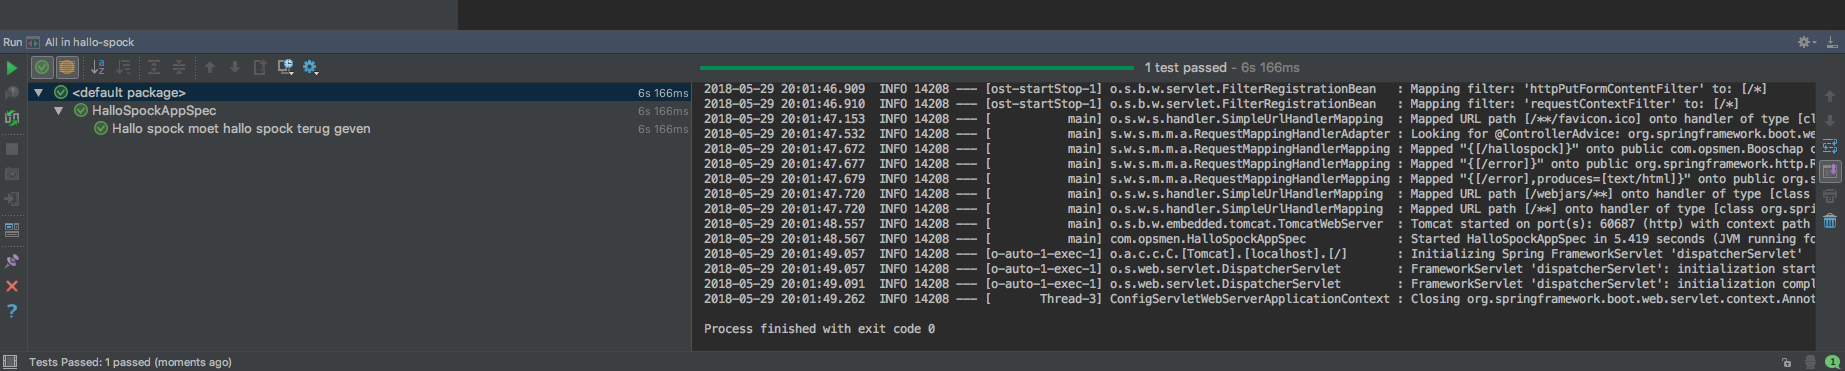 Run All in hallo-spock
1 test passed - 6s 166ms
<default package> 6s 166ms
HalloSpockAppSpec 6s 166ms
Hallo spock moet hallo spock terug geven 6s 166ms
2018-05-29 20:01:46.909  INFO 14208 --- [ost-startStop-1] o.s.b.w.servlet.FilterRegistrationBean   : Mapping filter: 'httpPutFormContentFilter' to: [/*]
2018-05-29 20:01:46.910  INFO 14208 --- [ost-startStop-1] o.s.b.w.servlet.FilterRegistrationBean   : Mapping filter: 'requestContextFilter' to: [/*]
2018-05-29 20:01:47.153  INFO 14208 --- [           main] o.s.w.s.handler.SimpleUrlHandlerMapping  : Mapped URL path [/**/favicon.ico] onto handler of type [cl
2018-05-29 20:01:47.532  INFO 14208 --- [           main] s.w.s.m.m.a.RequestMappingHandlerAdapter : Looking for @ControllerAdvice: org.springframework.boot.we
2018-05-29 20:01:47.672  INFO 14208 --- [           main] s.w.s.m.m.a.RequestMappingHandlerMapping : Mapped "{[/hallospock]}" onto public com.opsmen.Booschap c
2018-05-29 20:01:47.677  INFO 14208 --- [           main] s.w.s.m.m.a.RequestMappingHandlerMapping : Mapped "{[/error]}" onto public org.springframework.http.R
2018-05-29 20:01:47.679  INFO 14208 --- [           main] s.w.s.m.m.a.RequestMappingHandlerMapping : Mapped "{[/error],produces=[text/html]}" onto public org.s
2018-05-29 20:01:47.720  INFO 14208 --- [           main] o.s.w.s.handler.SimpleUrlHandlerMapping  : Mapped URL path [/webjars/**] onto handler of type [class
2018-05-29 20:01:47.720  INFO 14208 --- [           main] o.s.w.s.handler.SimpleUrlHandlerMapping  : Mapped URL path [/**] onto handler of type [class org.spri
2018-05-29 20:01:48.557  INFO 14208 --- [           main] o.s.b.w.embedded.tomcat.TomcatWebServer  : Tomcat started on port(s): 60687 (http) with context path
2018-05-29 20:01:48.567  INFO 14208 --- [           main] com.opsmen.HalloSpockAppSpec             : Started HalloSpockAppSpec in 5.419 seconds (JVM running fo
2018-05-29 20:01:49.057  INFO 14208 --- [o-auto-1-exec-1] o.a.c.c.C.[Tomcat].[localhost].[/]       : Initializing Spring FrameworkServlet 'dispatcherServlet'
2018-05-29 20:01:49.057  INFO 14208 --- [o-auto-1-exec-1] o.s.web.servlet.DispatcherServlet        : FrameworkServlet 'dispatcherServlet': initialization start
2018-05-29 20:01:49.091  INFO 14208 --- [o-auto-1-exec-1] o.s.web.servlet.DispatcherServlet        : FrameworkServlet 'dispatcherServlet': initialization compl
2018-05-29 20:01:49.262  INFO 14208 --- [       Thread-3] ConfigServletWebServerApplicationContext : Closing org.springframework.boot.web.servlet.context.Annot
Process finished with exit code 0
Tests Passed: 1 passed (moments ago)
1